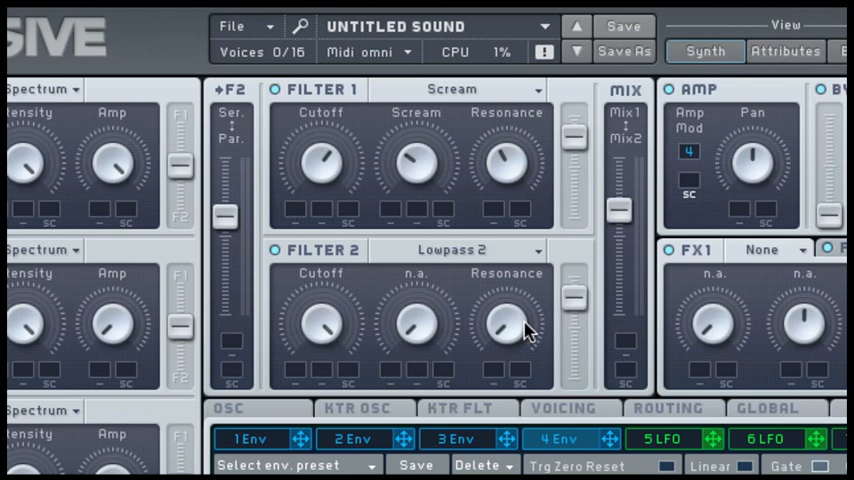 SIVE
File
UNTITLED SOUND
Save
View
Voices 0/16
Midi omni
CPU 1%
!
Save As
Synth
Attributes
Spectrum
→F2
FILTER 1
Scream
MIX
AMP
tensity
Amp
F1
F2
Ser.
↕
Par.
Cutoff
Scream
Resonance
Mix1
↕
Mix2
Amp
Mod
4
SC
Pan
SC
SC
SC
SC
SC
Spectrum
FILTER 2
Lowpass 2
FX1
None
tensity
Amp
F1
F2
Cutoff
n.a.
Resonance
n.a.
n.a.
SC
SC
SC
SC
SC
SC
SC
SC
Spectrum
OSC
KTR OSC
KTR FLT
VOICING
ROUTING
GLOBAL
tensity
Amp
F1
1 Env
2 Env
3 Env
4 Env
5 LFO
6 LFO
Select env. preset
Save
Delete
Trg Zero Reset
Linear
Gate